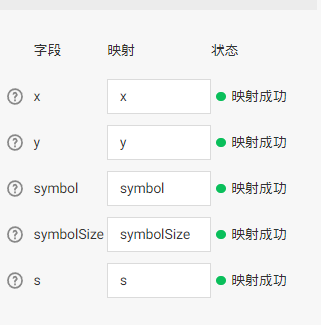 字段 映射 状态
x x 映射成功
y y 映射成功
symbol symbol 映射成功
symbolSize symbolSize 映射成功
s s 映射成功